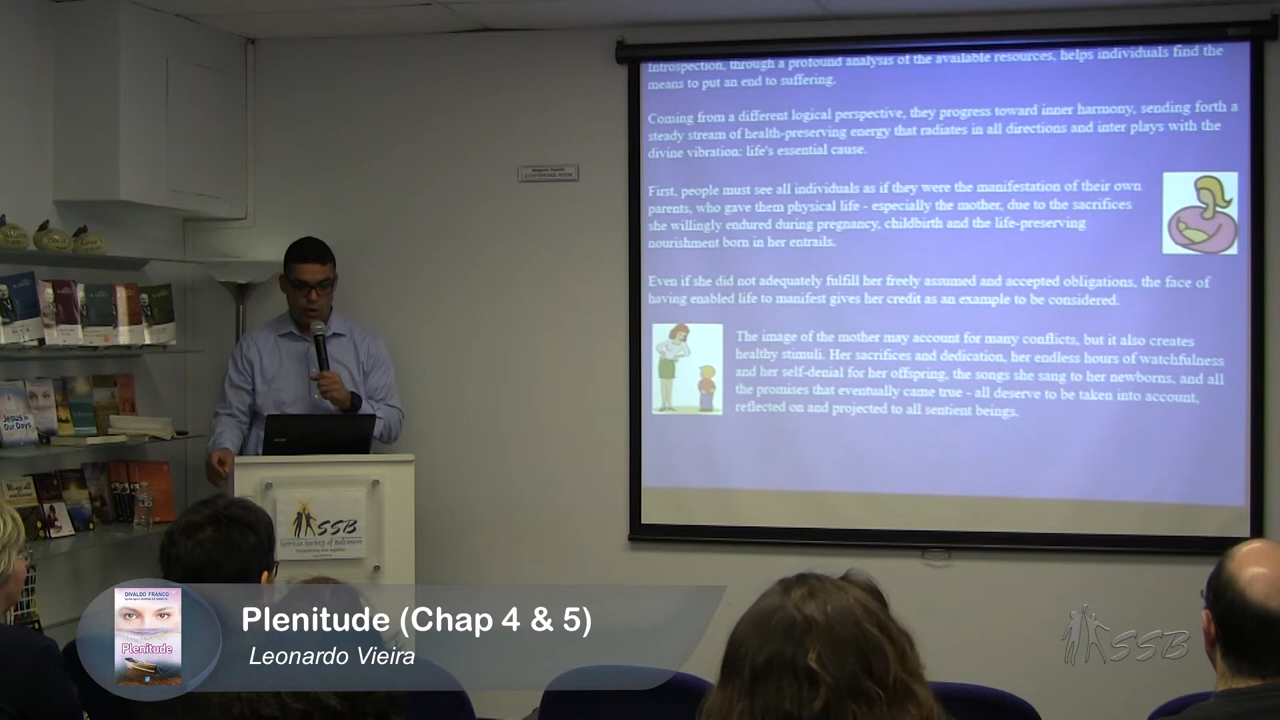 Introspection, through a profound analysis of the available resources, helps individuals find the
means to put an end to suffering.
Coming from a different logical perspective, they progress toward inner harmony, sending forth a
steady stream of health-preserving energy that radiates in all directions and inter plays with the
divine vibration: life's essential cause.
First, people must see all individuals as if they were the manifestation of their own
parents, who gave them physical life - especially the mother, due to the sacrifices
she willingly endured during pregnancy, childbirth and the life-preserving
nourishment born in her entrails.
Even if she did not adequately fulfill her freely assumed and accepted obligations, the face of
having enabled life to manifest gives her credit as an example to be considered.
The image of the mother may account for many conflicts, but it also creates
healthy stimuli. Her sacrifices and dedication, her endless hours of watchfulness
and her self-denial for her offspring, the songs she sang to her newborns, and all
the promises that eventually came true - all deserve to be taken into account,
reflected on and projected to all sentient beings.
CONFERENCE ROOM
Jesus in
Our Days
SSB
Spiritist Society of Baltimore
DIVALDO FRANCO
Plenitude
Plenitude (Chap 4 & 5)
Leonardo Vieira
SSB